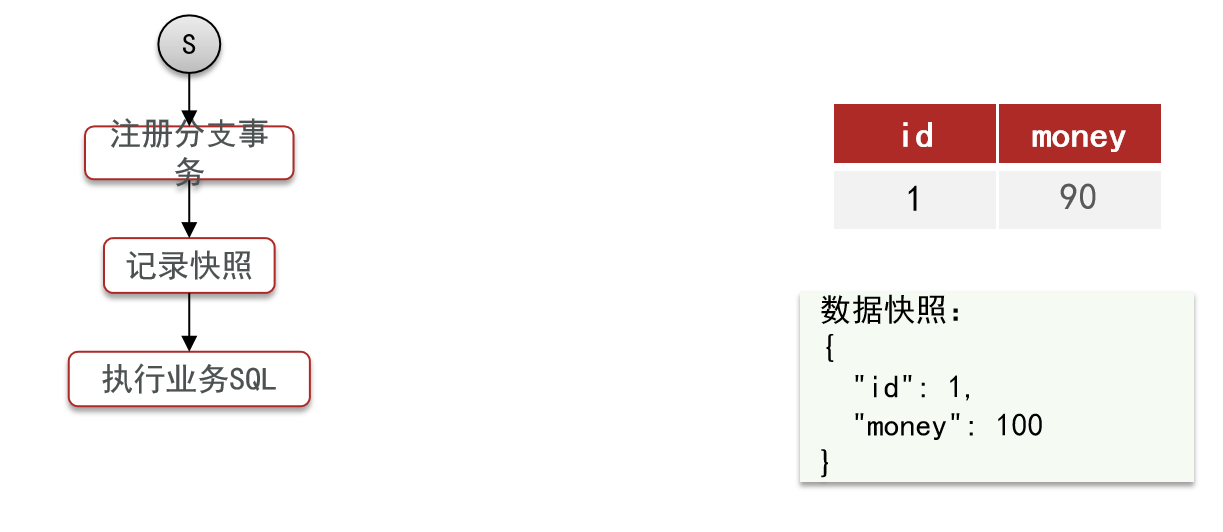 S
注册分支事
务
记录快照
执行业务SQL
id money
1 90
数据快照：
{
"id": 1,
"money": 100
}